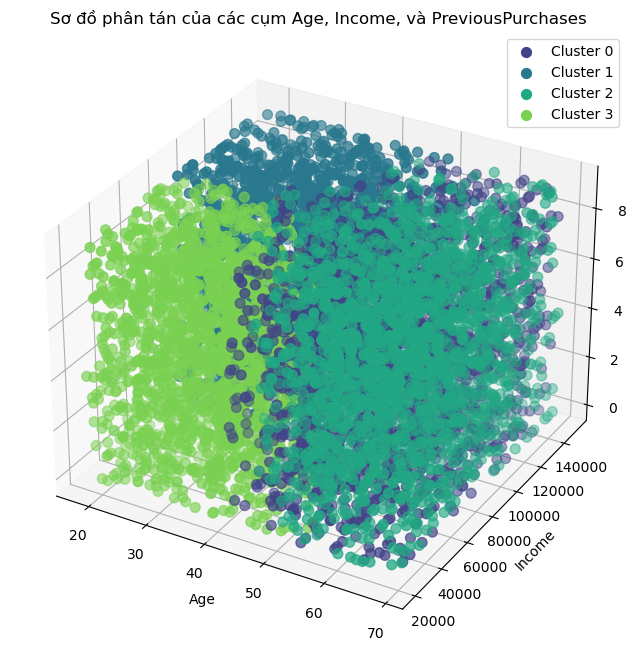 Sơ đồ phân tán của các cụm Age, Income, và PreviousPurchases
Cluster 0
Cluster 1
Cluster 2
Cluster 3
8
6
4
2
0
140000
120000
100000
80000
60000
40000
20000
Income
20
30
40
50
60
70
Age